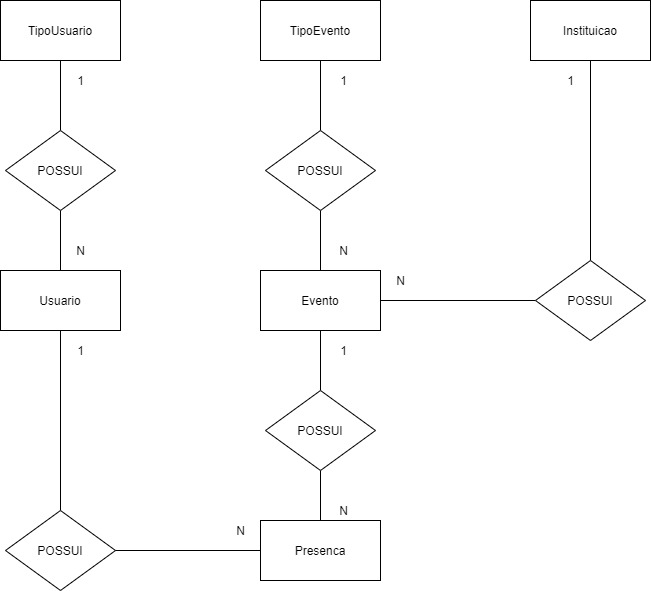 TipoUsuario
TipoEvento
Instituicao
1
1
1
POSSUI
POSSUI
N
N
N
Usuario
Evento
POSSUI
1
1
POSSUI
N
N
POSSUI
Presenca